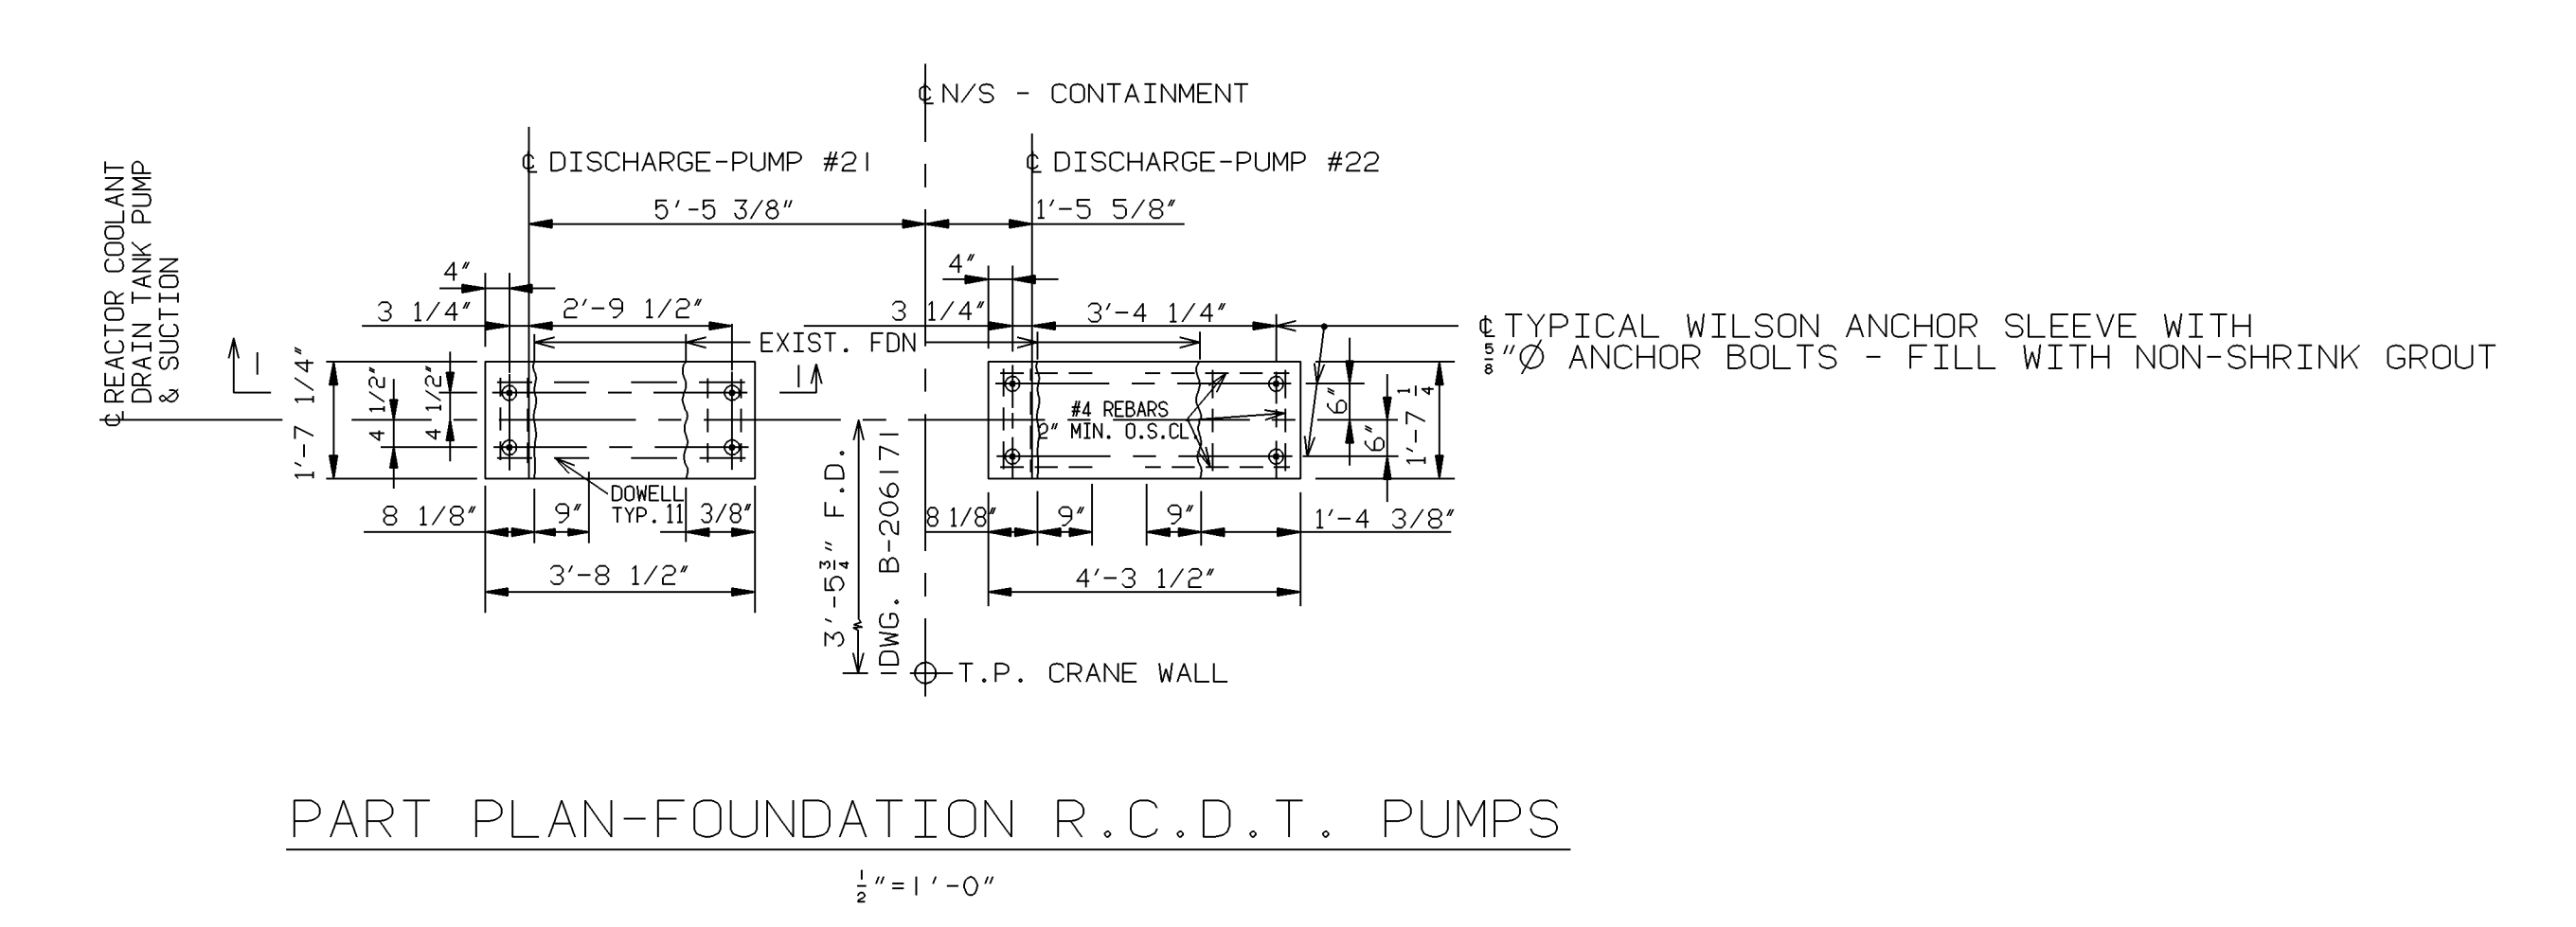 ℄ N/S - CONTAINMENT
℄ DISCHARGE-PUMP #21
℄ DISCHARGE-PUMP #22
℄ REACTOR COOLANT
DRAIN TANK PUMP
& SUCTION
5'-5 3/8"
1'-5 5/8"
4"
4"
3 1/4"
2'-9 1/2"
3 1/4"
3'-4 1/4"
EXIST. FDN
℄ TYPICAL WILSON ANCHOR SLEEVE WITH
5/8"Ø ANCHOR BOLTS - FILL WITH NON-SHRINK GROUT
1
1
1'-7 1/4"
4 1/2"
4 1/2"
#4 REBARS
2" MIN. O.S.CL.
6"
6"
1'-7 1/4"
DOWELL
TYP.
8 1/8"
9"
11 3/8"
3'-8 1/2"
3'-5 3/4" F.D.
DWG. B-206171
8 1/8"
9"
9"
1'-4 3/8"
4'-3 1/2"
T.P. CRANE WALL
PART PLAN-FOUNDATION R.C.D.T. PUMPS
1/2"=1'-0"